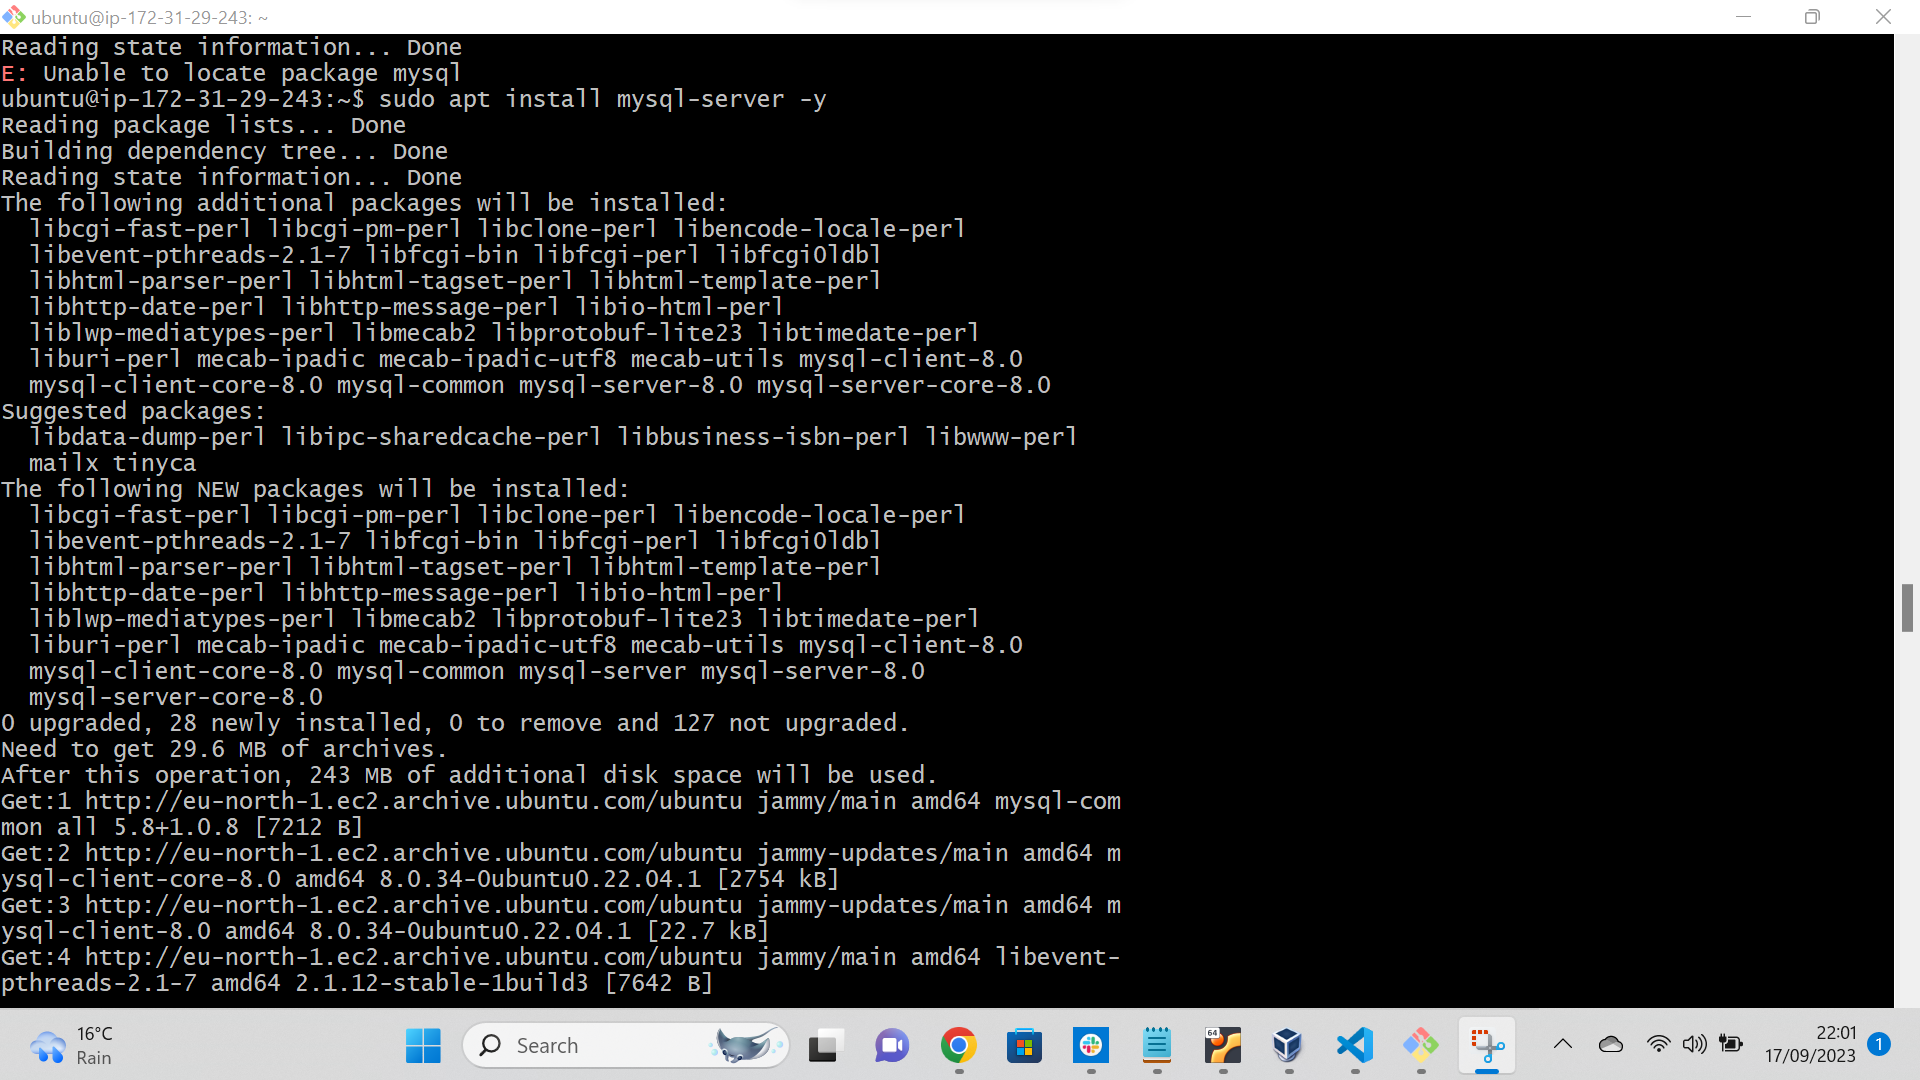 ubuntu@ip-172-31-29-243: ~
Reading state information... Done
E: Unable to locate package mysql
ubuntu@ip-172-31-29-243:~$ sudo apt install mysql-server -y
Reading package lists... Done
Building dependency tree... Done
Reading state information... Done
The following additional packages will be installed:
  libcgi-fast-perl libcgi-pm-perl libclone-perl libencode-locale-perl
  libevent-pthreads-2.1-7 libfcgi-bin libfcgi-perl libfcgi0ldbl
  libhtml-parser-perl libhtml-tagset-perl libhtml-template-perl
  libhttp-date-perl libhttp-message-perl libio-html-perl
  liblwp-mediatypes-perl libmecab2 libprotobuf-lite23 libtimedate-perl
  liburi-perl mecab-ipadic mecab-ipadic-utf8 mecab-utils mysql-client-8.0
  mysql-client-core-8.0 mysql-common mysql-server-8.0 mysql-server-core-8.0
Suggested packages:
  libdata-dump-perl libipc-sharedcache-perl libbusiness-isbn-perl libwww-perl
  mailx tinyca
The following NEW packages will be installed:
  libcgi-fast-perl libcgi-pm-perl libclone-perl libencode-locale-perl
  libevent-pthreads-2.1-7 libfcgi-bin libfcgi-perl libfcgi0ldbl
  libhtml-parser-perl libhtml-tagset-perl libhtml-template-perl
  libhttp-date-perl libhttp-message-perl libio-html-perl
  liblwp-mediatypes-perl libmecab2 libprotobuf-lite23 libtimedate-perl
  liburi-perl mecab-ipadic mecab-ipadic-utf8 mecab-utils mysql-client-8.0
  mysql-client-core-8.0 mysql-common mysql-server mysql-server-8.0
  mysql-server-core-8.0
0 upgraded, 28 newly installed, 0 to remove and 127 not upgraded.
Need to get 29.6 MB of archives.
After this operation, 243 MB of additional disk space will be used.
Get:1 http://eu-north-1.ec2.archive.ubuntu.com/ubuntu jammy/main amd64 mysql-com
mon all 5.8+1.0.8 [7212 B]
Get:2 http://eu-north-1.ec2.archive.ubuntu.com/ubuntu jammy-updates/main amd64 m
ysql-client-core-8.0 amd64 8.0.34-0ubuntu0.22.04.1 [2754 kB]
Get:3 http://eu-north-1.ec2.archive.ubuntu.com/ubuntu jammy-updates/main amd64 m
ysql-client-8.0 amd64 8.0.34-0ubuntu0.22.04.1 [22.7 kB]
Get:4 http://eu-north-1.ec2.archive.ubuntu.com/ubuntu jammy/main amd64 libevent-
pthreads-2.1-7 amd64 2.1.12-stable-1build3 [7642 B]
16°C
Rain
Search
64
22:01
17/09/2023
1